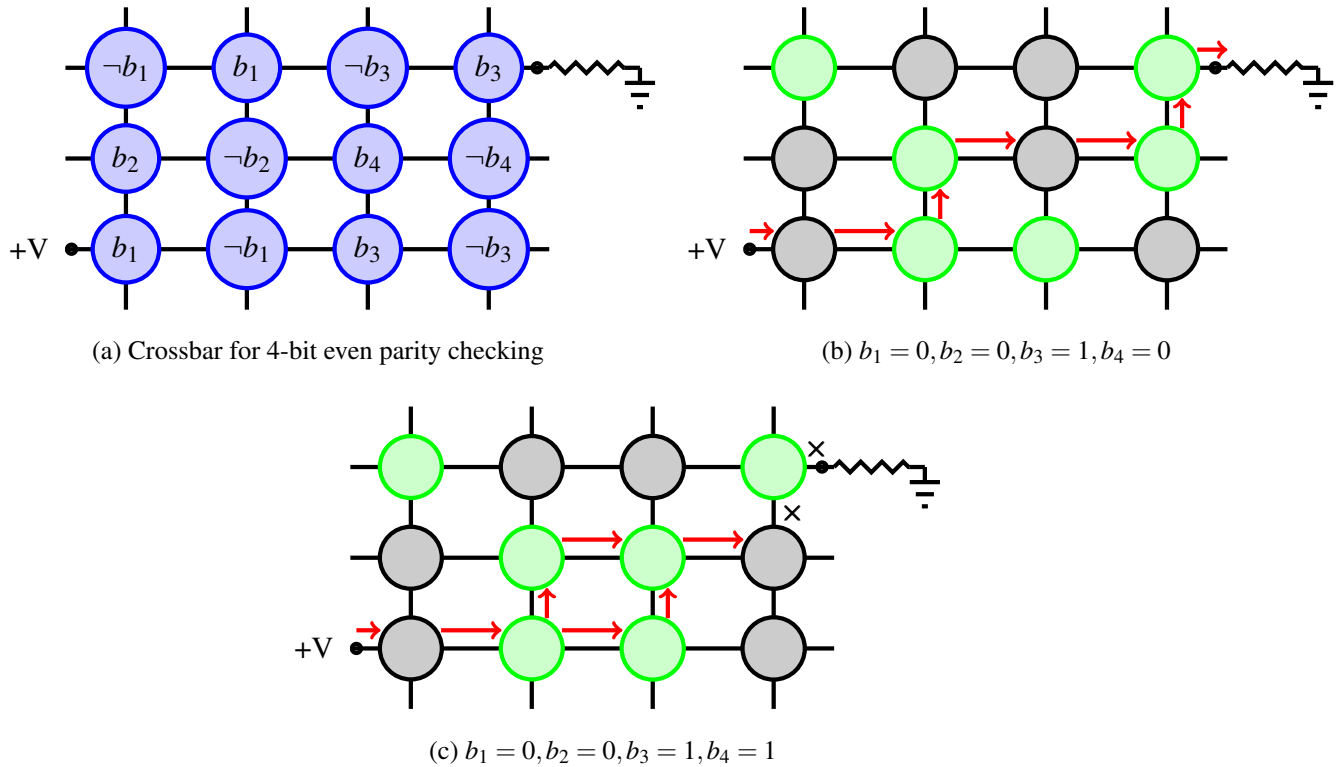 ¬b₁ b₁ ¬b₃ b₃
b₂ ¬b₂ b₄ ¬b₄
+V b₁ ¬b₁ b₃ ¬b₃
(a) Crossbar for 4-bit even parity checking
+V
(b) b₁ = 0, b₂ = 0, b₃ = 1, b₄ = 0
× 
×
+V
(c) b₁ = 0, b₂ = 0, b₃ = 1, b₄ = 1